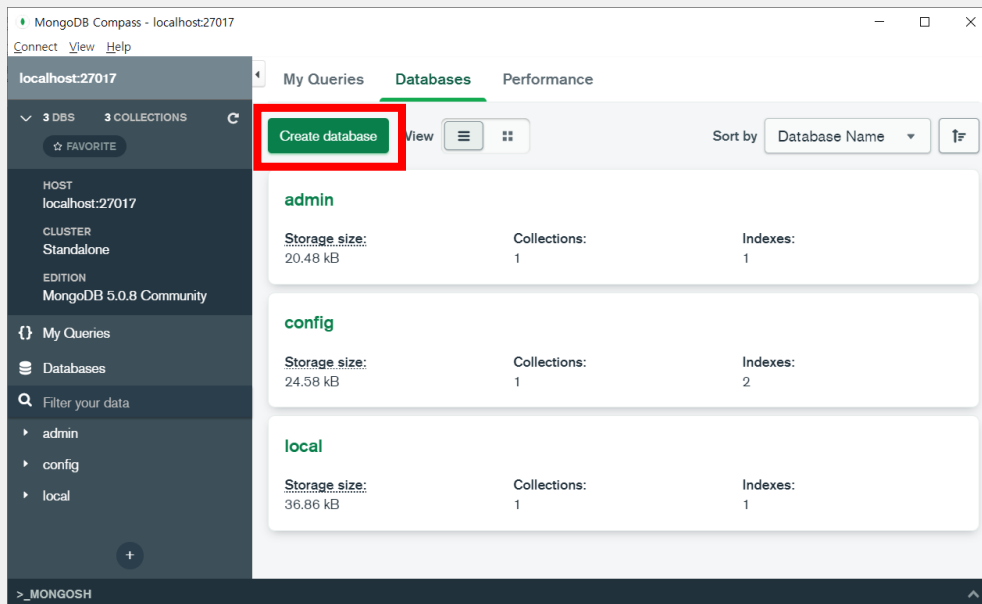 MongoDB Compass - localhost:27017
Connect View Help
localhost:27017
3 DBS 3 COLLECTIONS
FAVORITE
HOST
localhost:27017
CLUSTER
Standalone
EDITION
MongoDB 5.0.8 Community
{} My Queries
Databases
Filter your data
admin
config
local
+
My Queries Databases Performance
Create database View Sort by Database Name
admin
Storage size: Collections: Indexes:
20.48 kB 1 1
config
Storage size: Collections: Indexes:
24.58 kB 1 2
local
Storage size: Collections: Indexes:
36.86 kB 1 1
>_MONGOSH